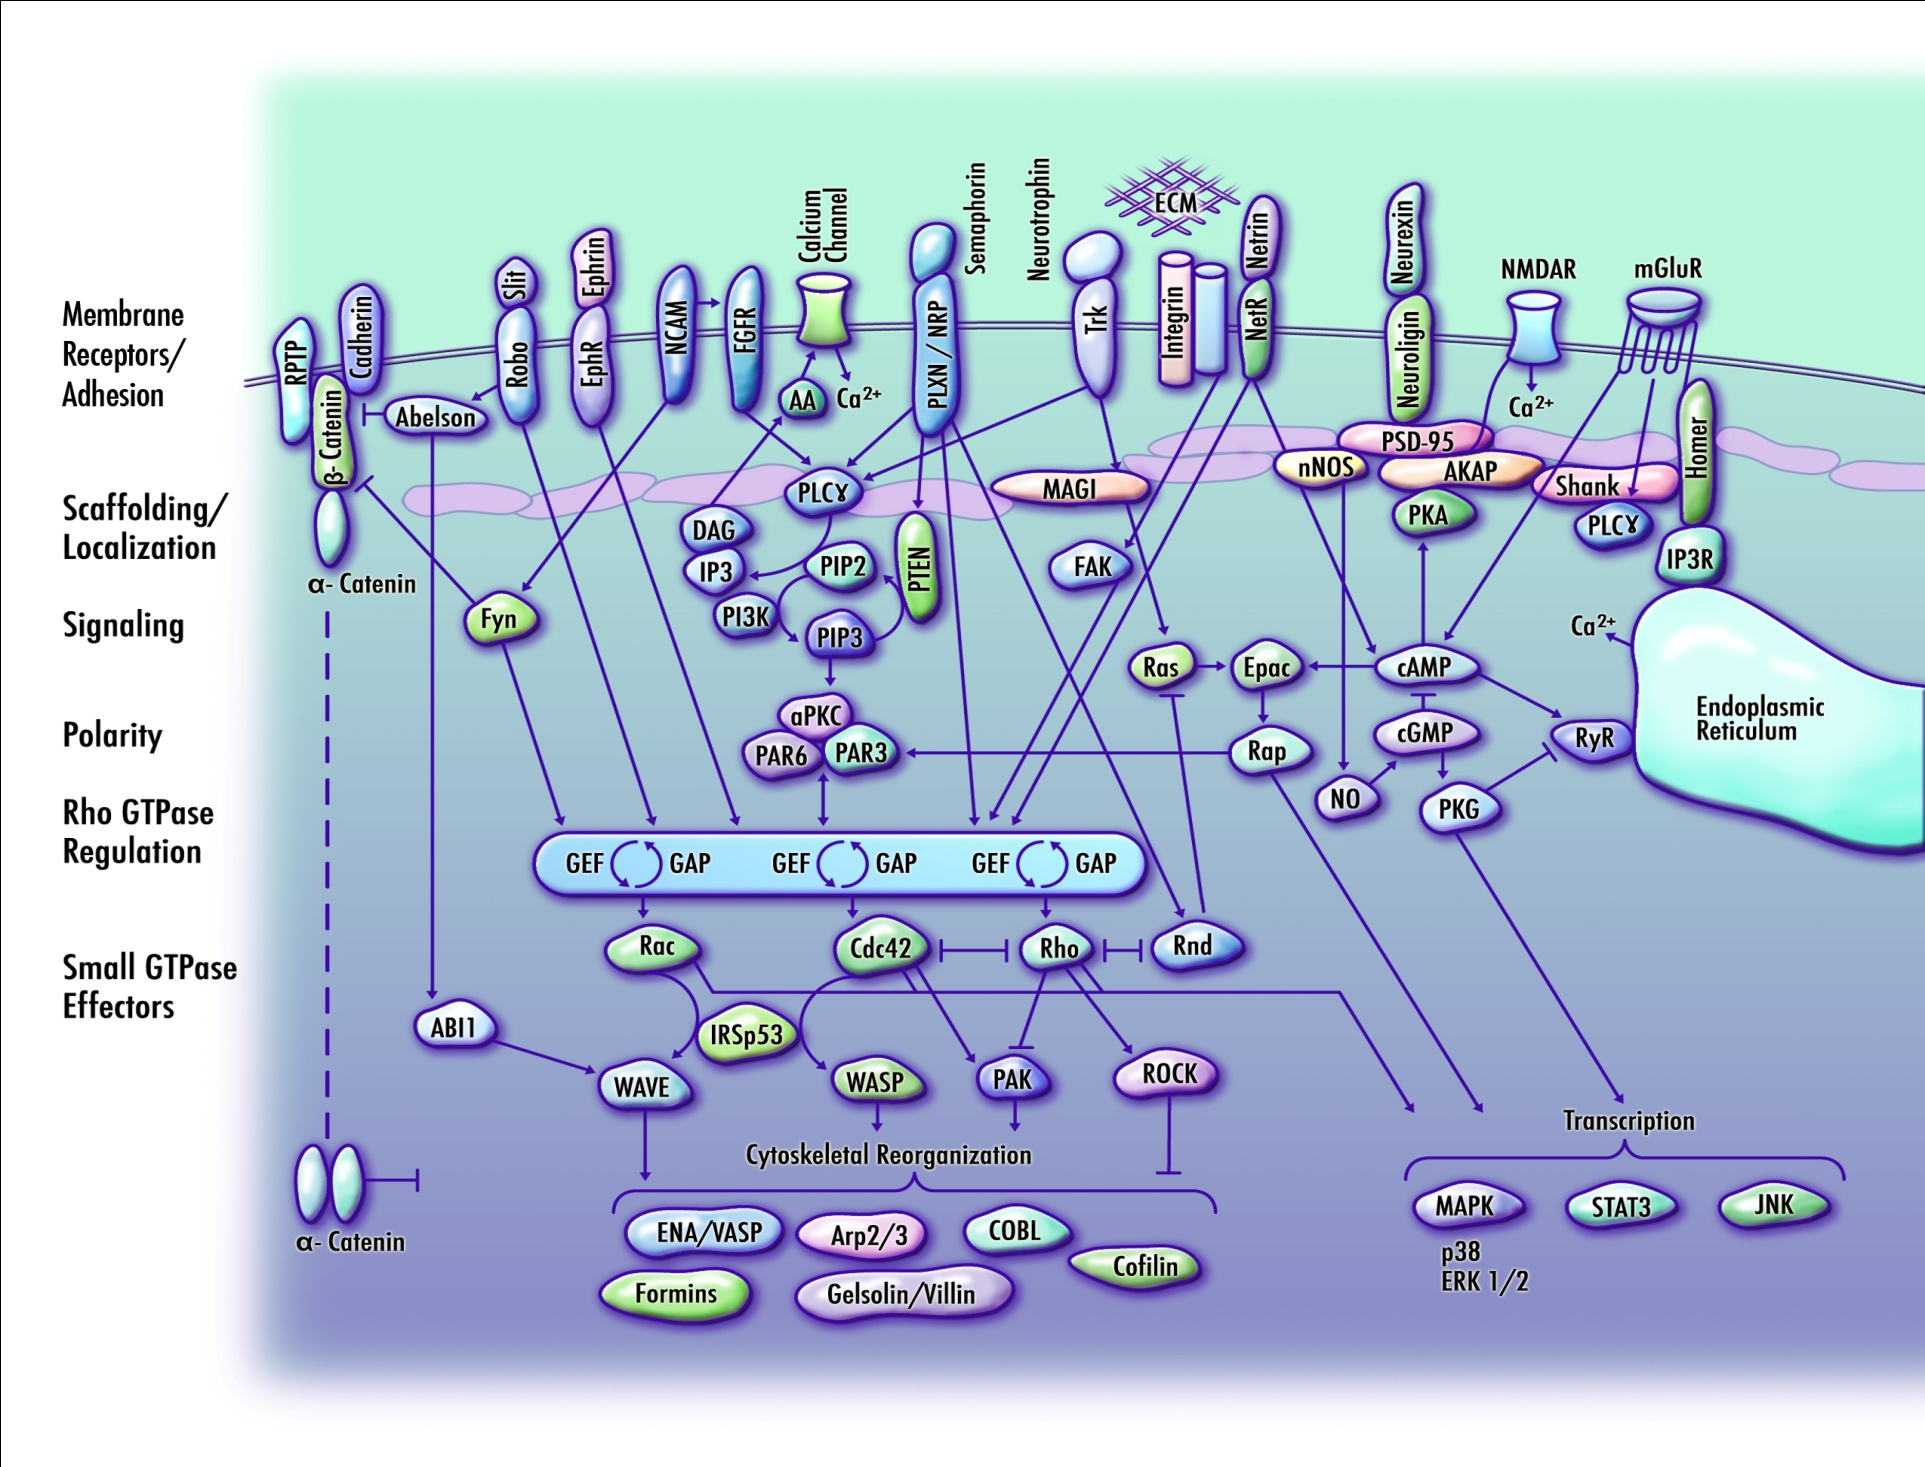 Semaphorin
Neurotrophin
Calcium
Channel
ECM
Netrin
Neurexin
NMDAR
mGluR
Slit
Ephrin
Membrane
Receptors/
Adhesion
RPTP
Cadherin
Robo
EphR
NCAM
FGFR
PLXN / NRP
Trk
Integrin
NetR
Neuroligin
AA
Ca2+
Ca2+
Abelson
β- Catenin
PSD-95
Homer
nNOS
AKAP
Shank
PLCɣ
MAGI
Scaffolding/
Localization
PKA
PLCɣ
DAG
IP3
PIP2
PTEN
FAK
IP3R
α- Catenin
Signaling
Fyn
PI3K
PIP3
Ca2+
Ras
Epac
cAMP
Endoplasmic
Reticulum
Polarity
aPKC
PAR6
PAR3
Rap
cGMP
RyR
NO
PKG
Rho GTPase
Regulation
GEF GAP GEF GAP GEF GAP
Small GTPase
Effectors
Rac
Cdc42
Rho
Rnd
ABI1
IRSp53
WAVE
WASP
PAK
ROCK
Cytoskeletal Reorganization
Transcription
α- Catenin
ENA/VASP
Arp2/3
COBL
Cofilin
Formins
Gelsolin/Villin
MAPK
STAT3
JNK
p38
ERK 1/2